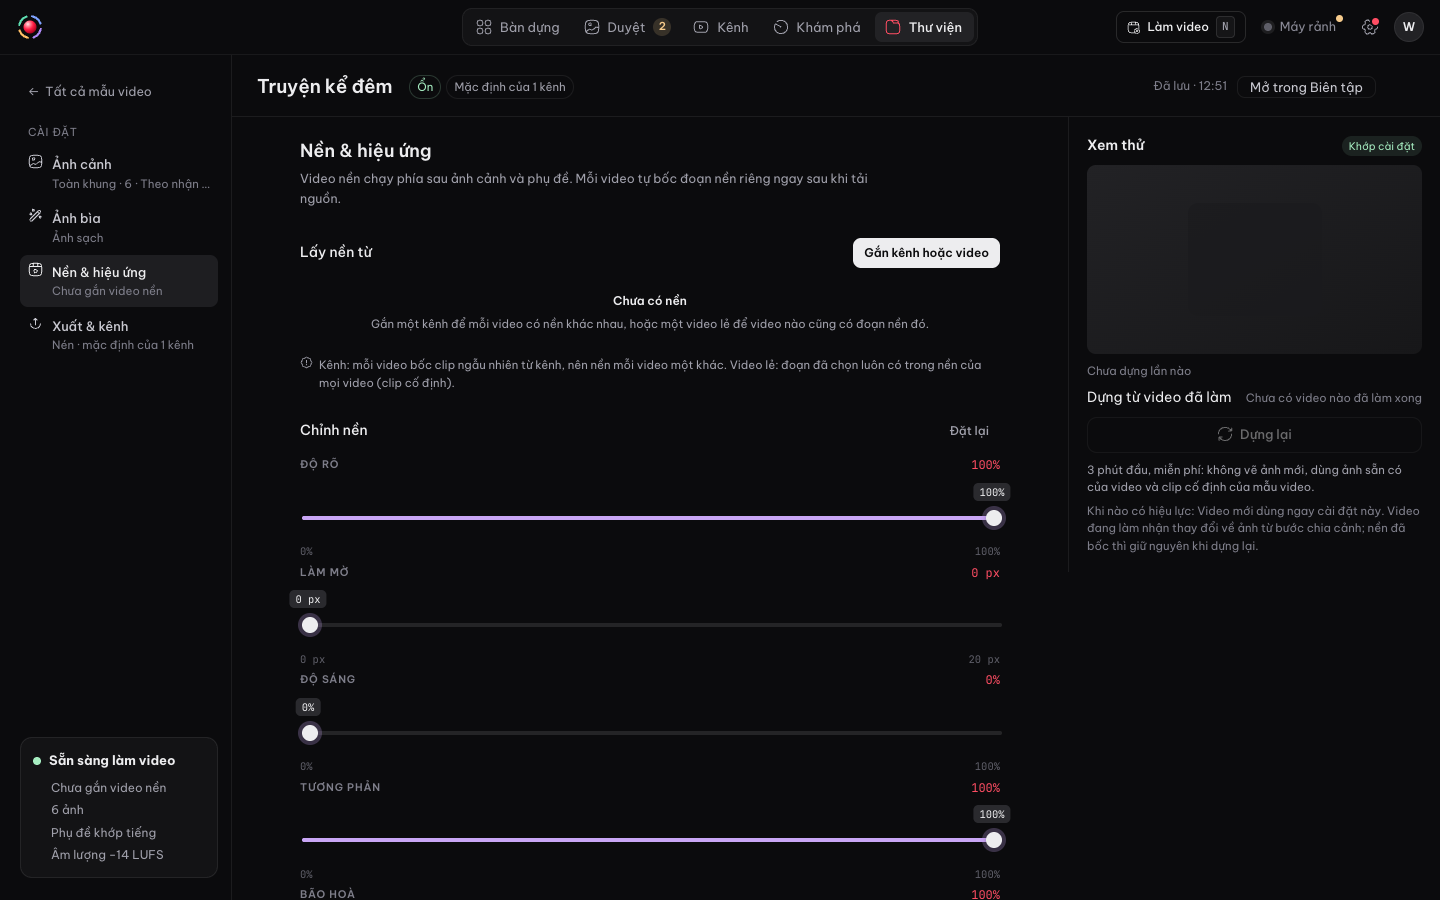 Bàn dựng
Duyệt 2
Kênh
Khám phá
Thư viện
Làm video N
Máy rảnh
W
← Tất cả mẫu video
CÀI ĐẶT
Ảnh cảnh
Toàn khung · 6 · Theo nhận ...
Ảnh bìa
Ảnh sạch
Nền & hiệu ứng
Chưa gắn video nền
Xuất & kênh
Nén · mặc định của 1 kênh
Sẵn sàng làm video
Chưa gắn video nền
6 ảnh
Phụ đề khớp tiếng
Âm lượng -14 LUFS
Truyện kể đêm
Ổn
Mặc định của 1 kênh
Đã lưu · 12:51
Mở trong Biên tập
Nền & hiệu ứng
Video nền chạy phía sau ảnh cảnh và phụ đề. Mỗi video tự bốc đoạn nền riêng ngay sau khi tải
nguồn.
Lấy nền từ
Gắn kênh hoặc video
Chưa có nền
Gắn một kênh để mỗi video có nền khác nhau, hoặc một video lẻ để video nào cũng có đoạn nền đó.
Kênh: mỗi video bốc clip ngẫu nhiên từ kênh, nên nền mỗi video một khác. Video lẻ: đoạn đã chọn luôn có trong nền của
mọi video (clip cố định).
Chỉnh nền
Đặt lại
ĐỘ RÕ
100%
100%
0%
100%
LÀM MỜ
0 px
0 px
0 px
20 px
ĐỘ SÁNG
0%
0%
0%
100%
TƯƠNG PHẢN
100%
100%
0%
100%
BÃO HOÀ
100%
Xem thử
Khớp cài đặt
Chưa dựng lần nào
Dựng từ video đã làm
Chưa có video nào đã làm xong
Dựng lại
3 phút đầu, miễn phí: không vẽ ảnh mới, dùng ảnh sẵn có
của video và clip cố định của mẫu video.
Khi nào có hiệu lực: Video mới dùng ngay cài đặt này. Video
đang làm nhận thay đổi về ảnh từ bước chia cảnh; nền đã
bốc thì giữ nguyên khi dựng lại.